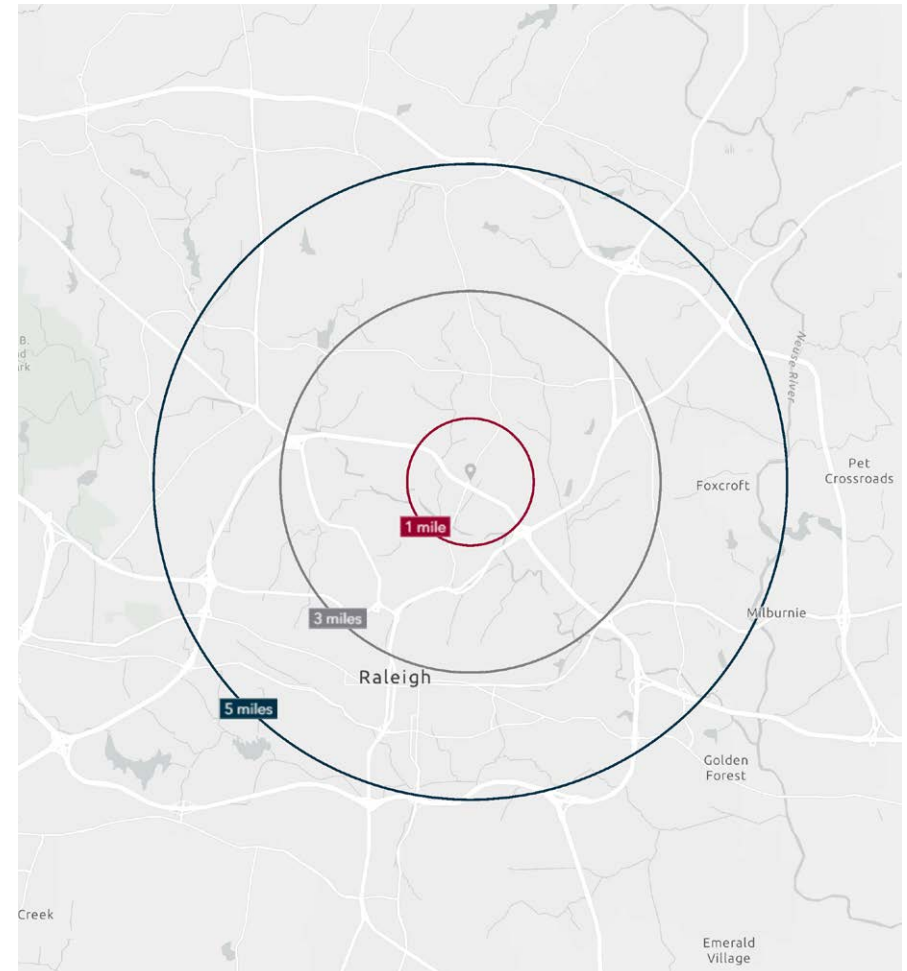 B.
Neuse River
Pet
Crossroads
Foxcroft
1 mile
3 miles
Milburnie
Raleigh
5 miles
Golden
Forest
Creek
Emerald
Village